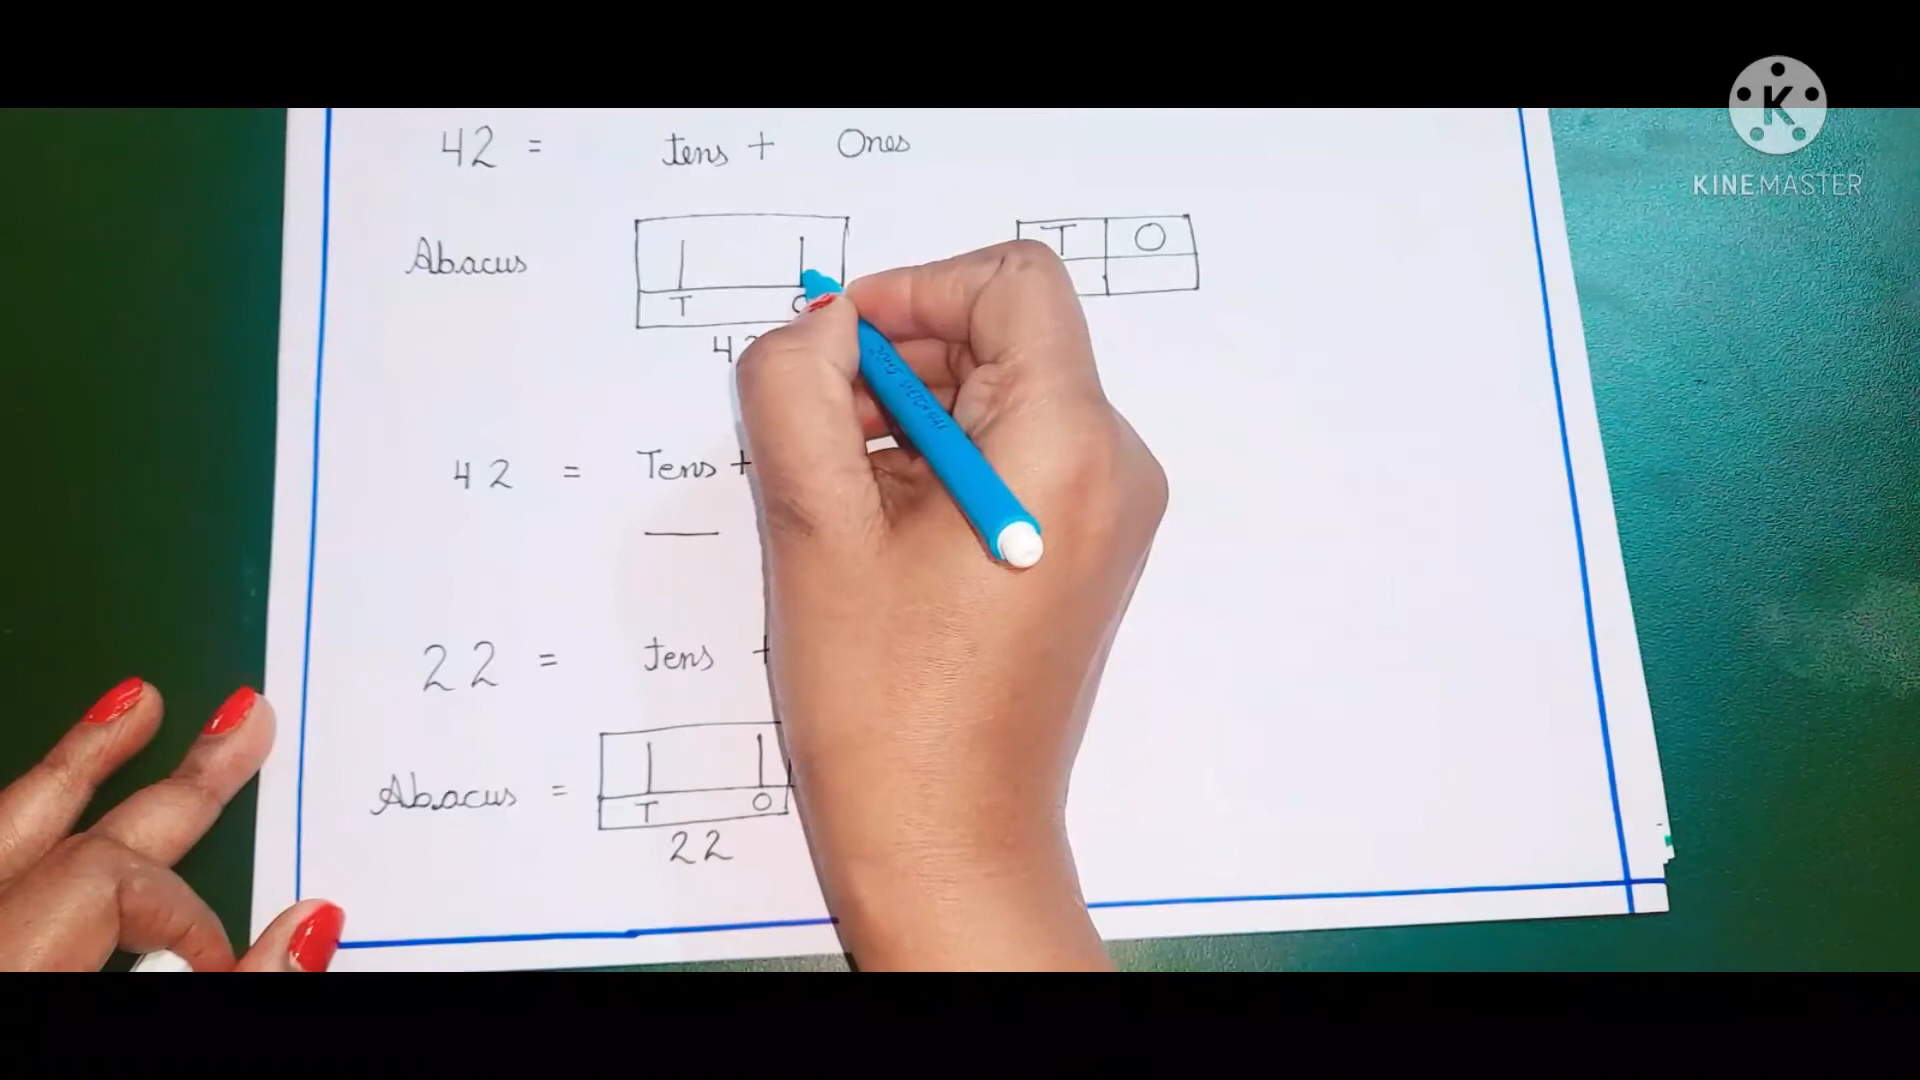 42 = tens + Ones
Abacus
T O
T
42 = Tens +
22 = tens +
Abacus =
T O
22
KINEMASTER